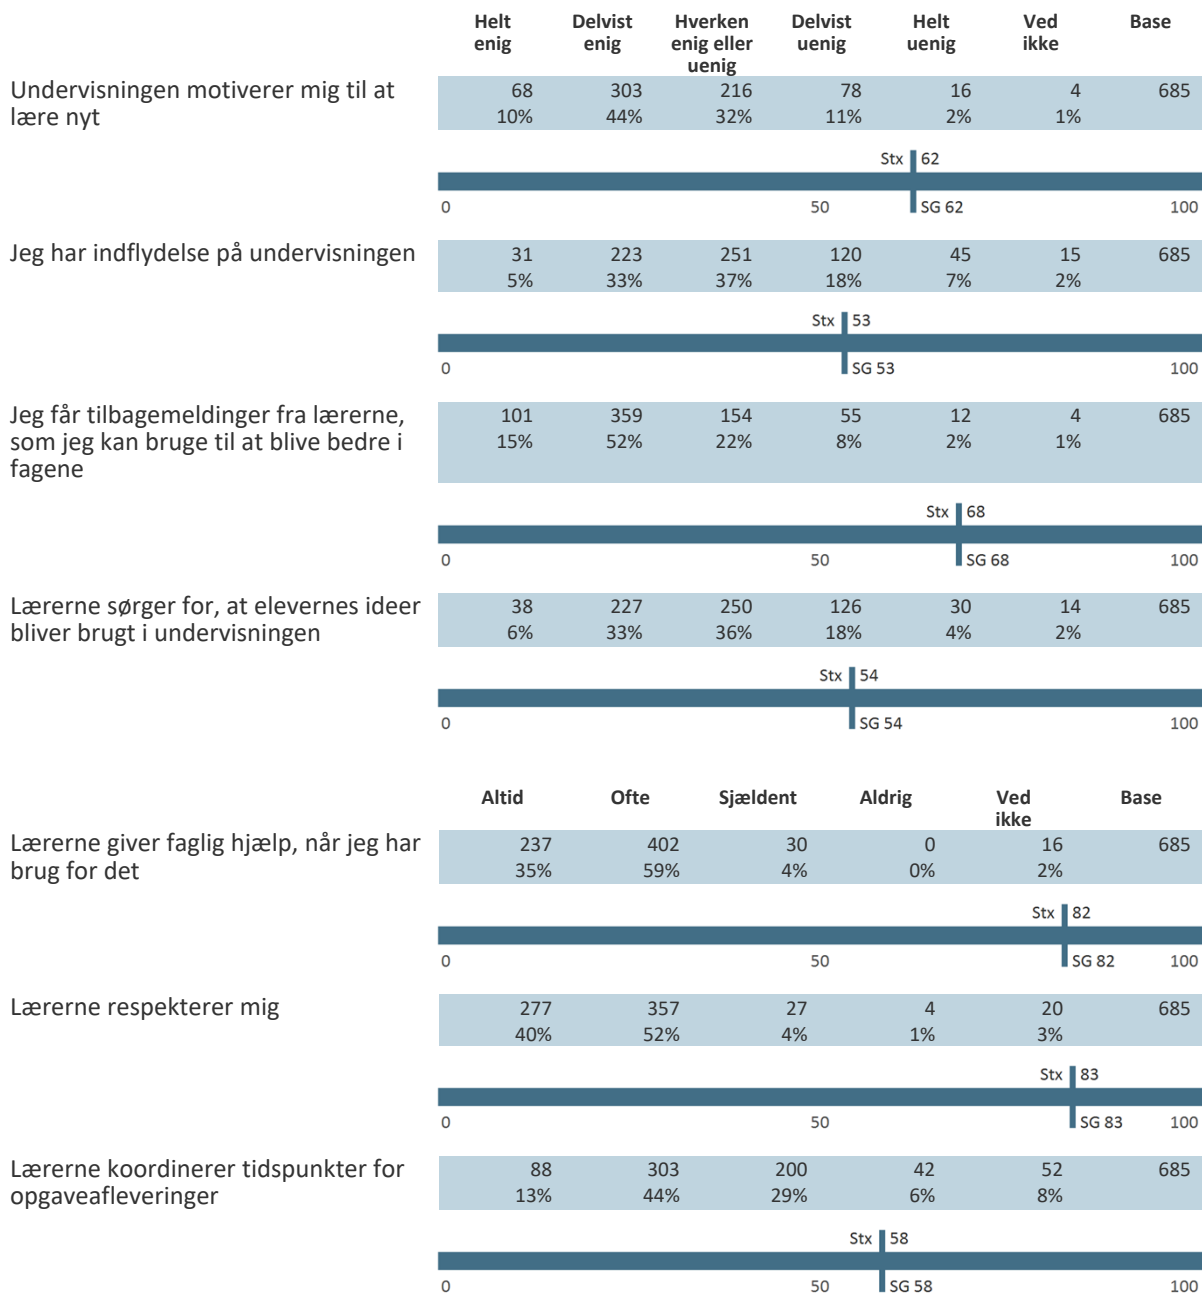 Helt enig Delvist enig Hverken enig eller uenig Delvist uenig Helt uenig Ved ikke Base
Undervisningen motiverer mig til at
lære nyt
68 303 216 78 16 4 685
10% 44% 32% 11% 2% 1%
Stx 62
0 50 SG 62 100
Jeg har indflydelse på undervisningen
31 223 251 120 45 15 685
5% 33% 37% 18% 7% 2%
Stx 53
0 SG 53 100
Jeg får tilbagemeldinger fra lærerne,
som jeg kan bruge til at blive bedre i
fagene
101 359 154 55 12 4 685
15% 52% 22% 8% 2% 1%
Stx 68
0 50 SG 68 100
Lærerne sørger for, at elevernes ideer
bliver brugt i undervisningen
38 227 250 126 30 14 685
6% 33% 36% 18% 4% 2%
Stx 54
0 SG 54 100
Altid Ofte Sjældent Aldrig Ved ikke Base
Lærerne giver faglig hjælp, når jeg har
brug for det
237 402 30 0 16 685
35% 59% 4% 0% 2%
Stx 82
0 50 SG 82 100
Lærerne respekterer mig
277 357 27 4 20 685
40% 52% 4% 1% 3%
Stx 83
0 50 SG 83 100
Lærerne koordinerer tidspunkter for
opgaveafleveringer
88 303 200 42 52 685
13% 44% 29% 6% 8%
Stx 58
0 50 SG 58 100